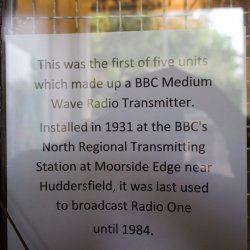 This was the first of five units
which made up a BBC Medium
Wave Radio Transmitter.
Installed in 1931 at the BBC's
North Regional Transmitting
Station at Moorside Edge near
Huddersfield, it was last used
to broadcast Radio One
until 1984.